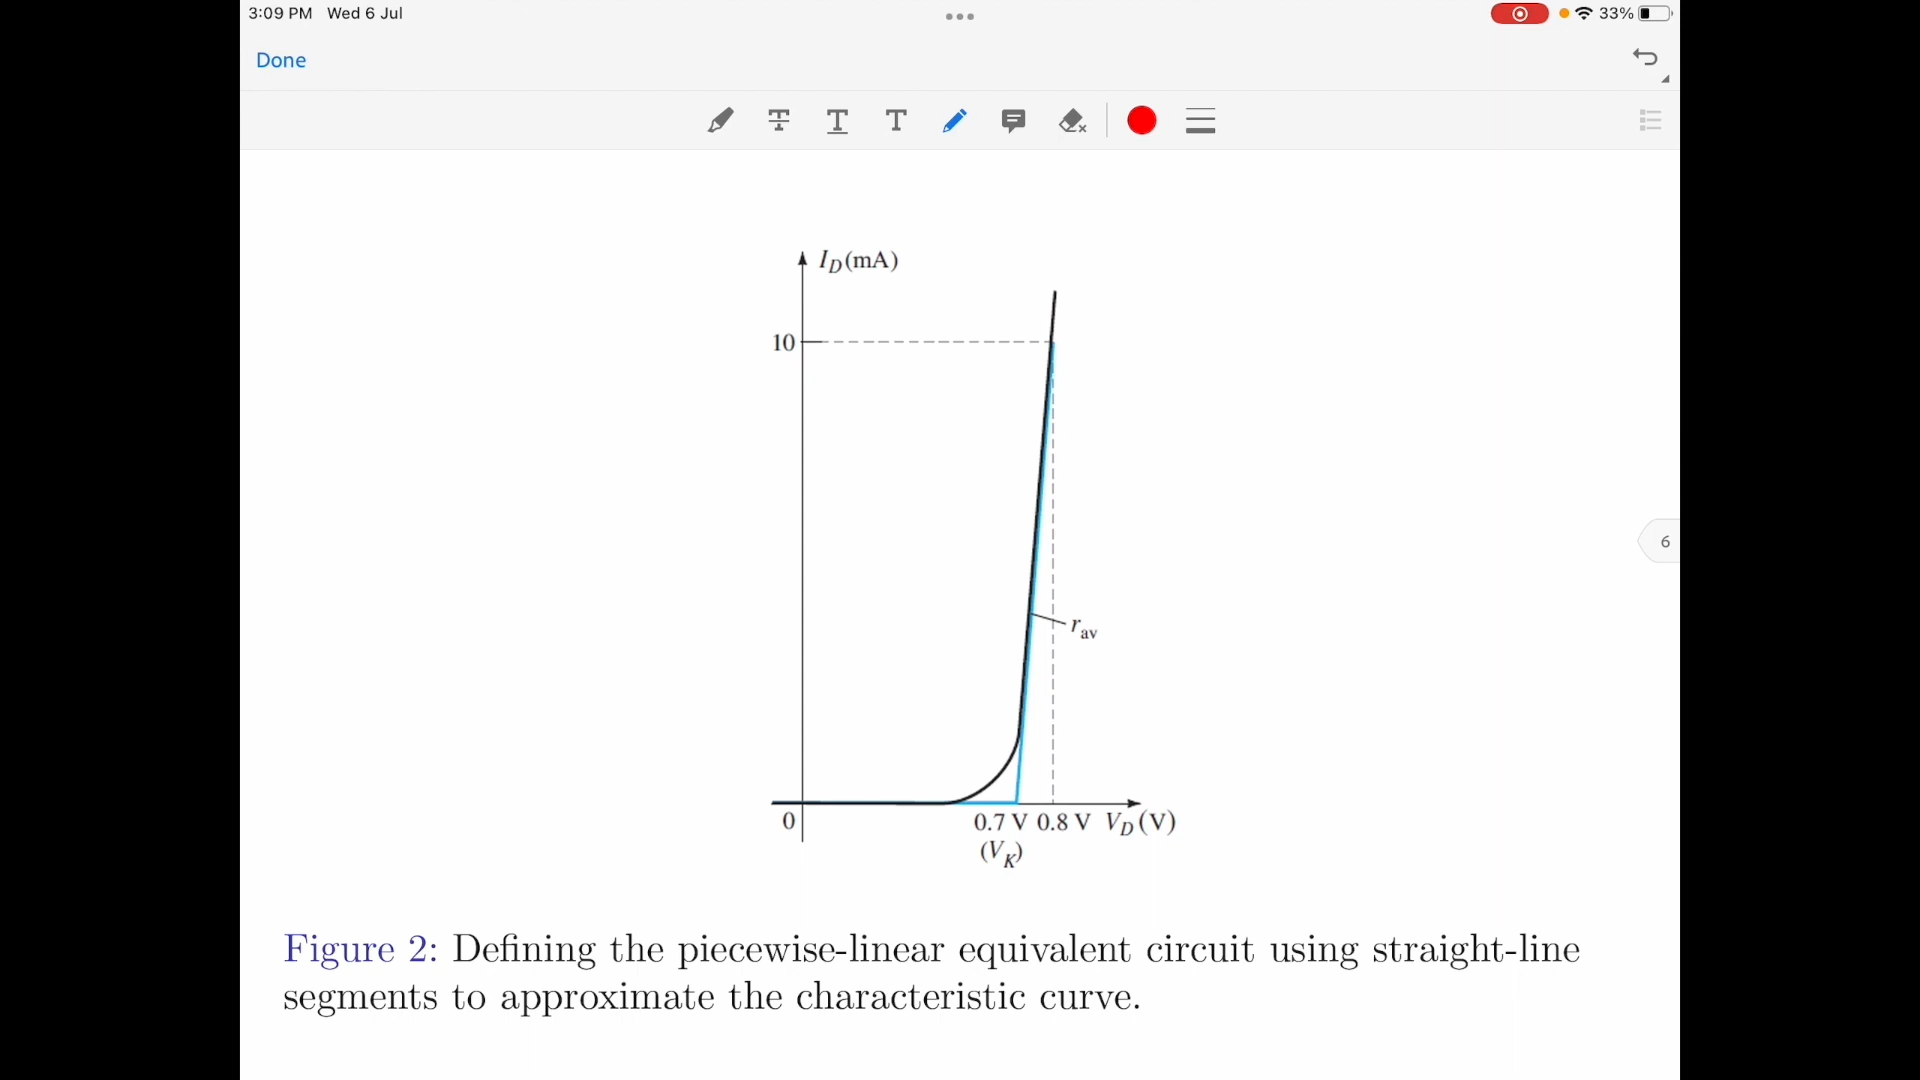 3:09 PM Wed 6 Jul
33%
Done
T T T
6
I_D(mA)
10
r_av
0
0.7 V 0.8 V V_D(V)
(V_K)
Figure 2: Defining the piecewise-linear equivalent circuit using straight-line
segments to approximate the characteristic curve.